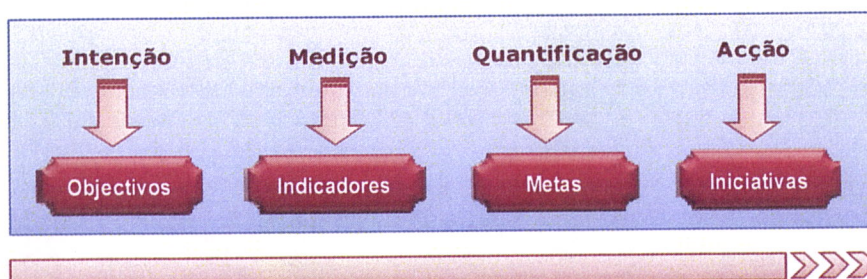 Intenção Medição Quantificação Acção
Objectivos Indicadores Metas Iniciativas